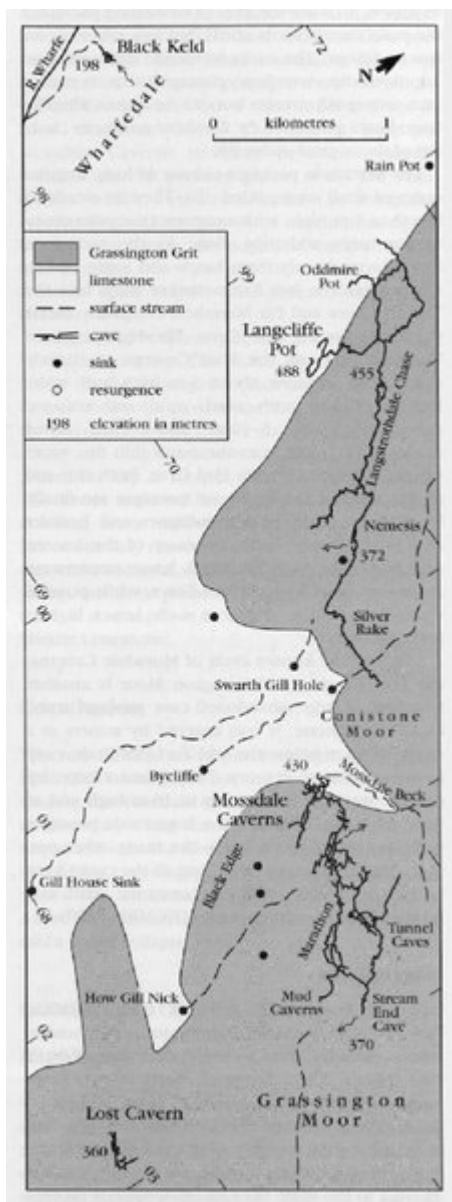 R. Wharfe
198
Black Keld
Wharfedale
N
0 kilometres 1
Rain Pot
Grassington Grit
limestone
surface stream
cave
sink
resurgence
198 elevation in metres
Oddmire
Pot
Langcliffe
Pot
488
455
Langstrothdale Chase
70
Nemesis
372
Silver
Rake
Swarth Gill Hole
Conistone
Moor
Bycliffe
430
Mossdale Beck
Mossdale
Caverns
Black Edge
Gill House Sink
Marathon
Tunnel
Caves
How Gill Nick
Mud
Caverns
Stream
End
Cave
370
02
Grassington
Moor
Lost Cavern
360
03